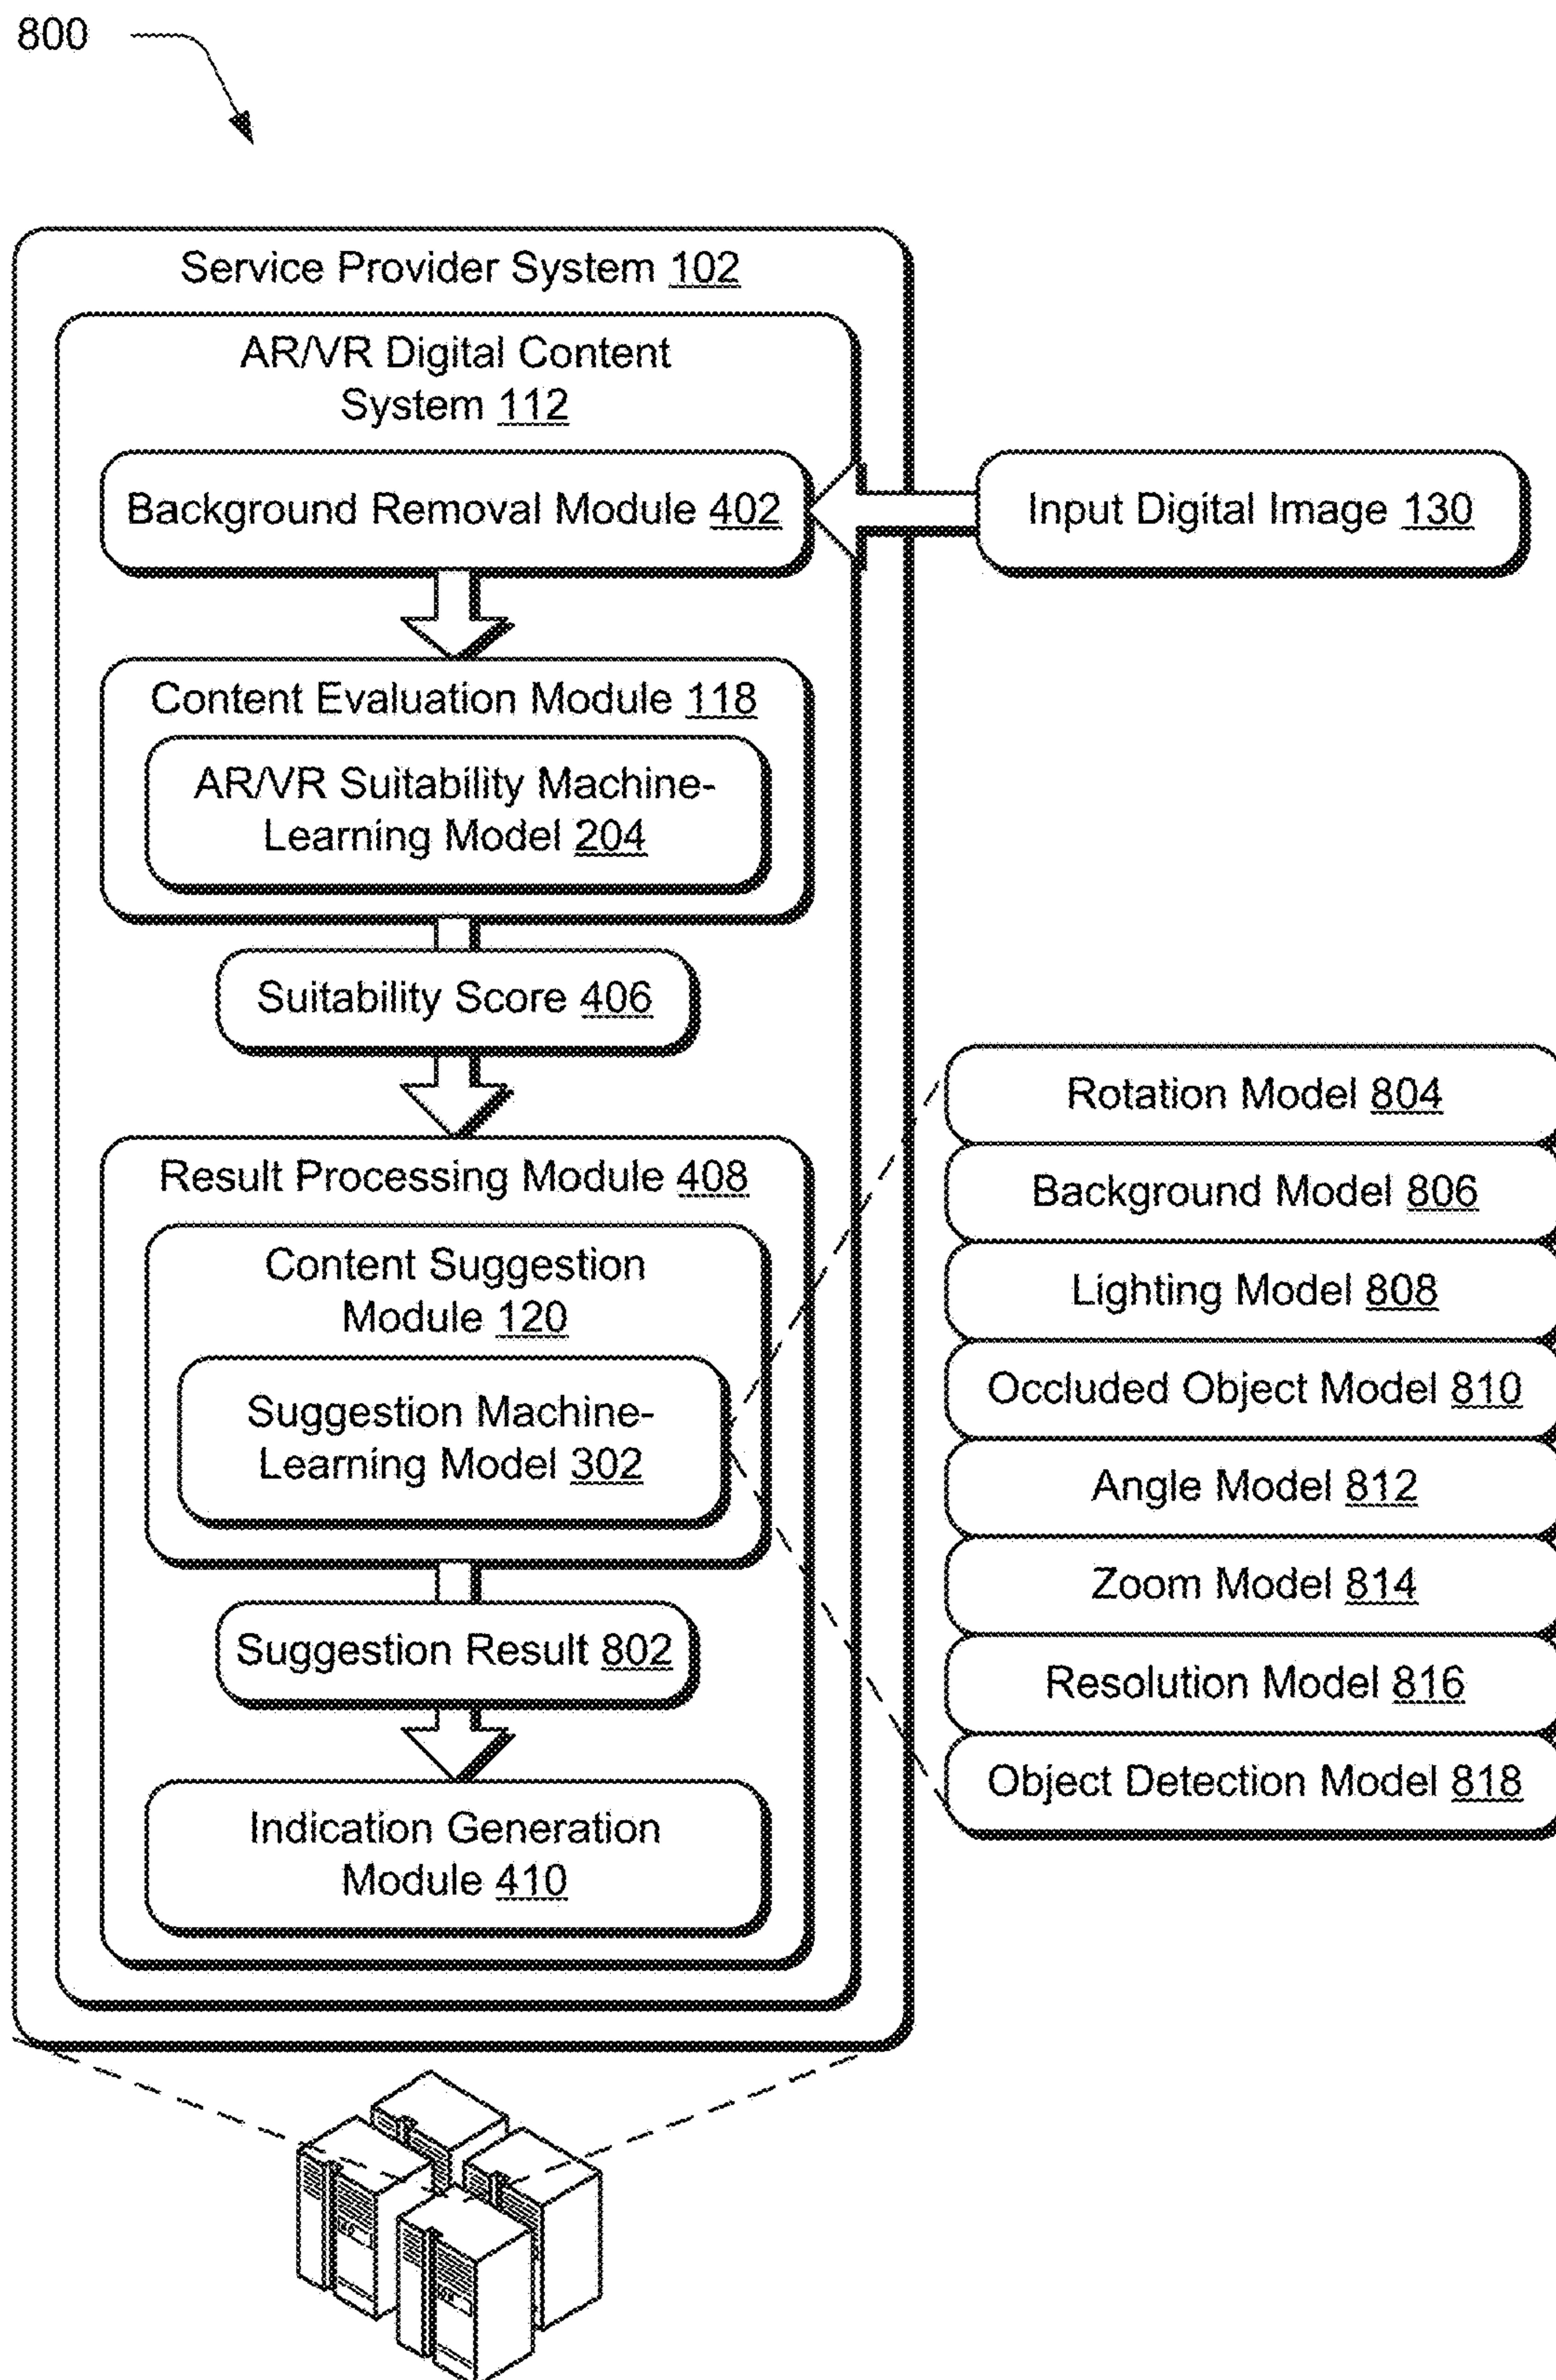 800
Service Provider System 102
AR/VR Digital Content
System 112
Background Removal Module 402
Input Digital Image 130
Content Evaluation Module 118
AR/VR Suitability Machine-
Learning Model 204
Suitability Score 406
Result Processing Module 408
Content Suggestion
Module 120
Suggestion Machine-
Learning Model 302
Suggestion Result 802
Indication Generation
Module 410
Rotation Model 804
Background Model 806
Lighting Model 808
Occluded Object Model 810
Angle Model 812
Zoom Model 814
Resolution Model 816
Object Detection Model 818